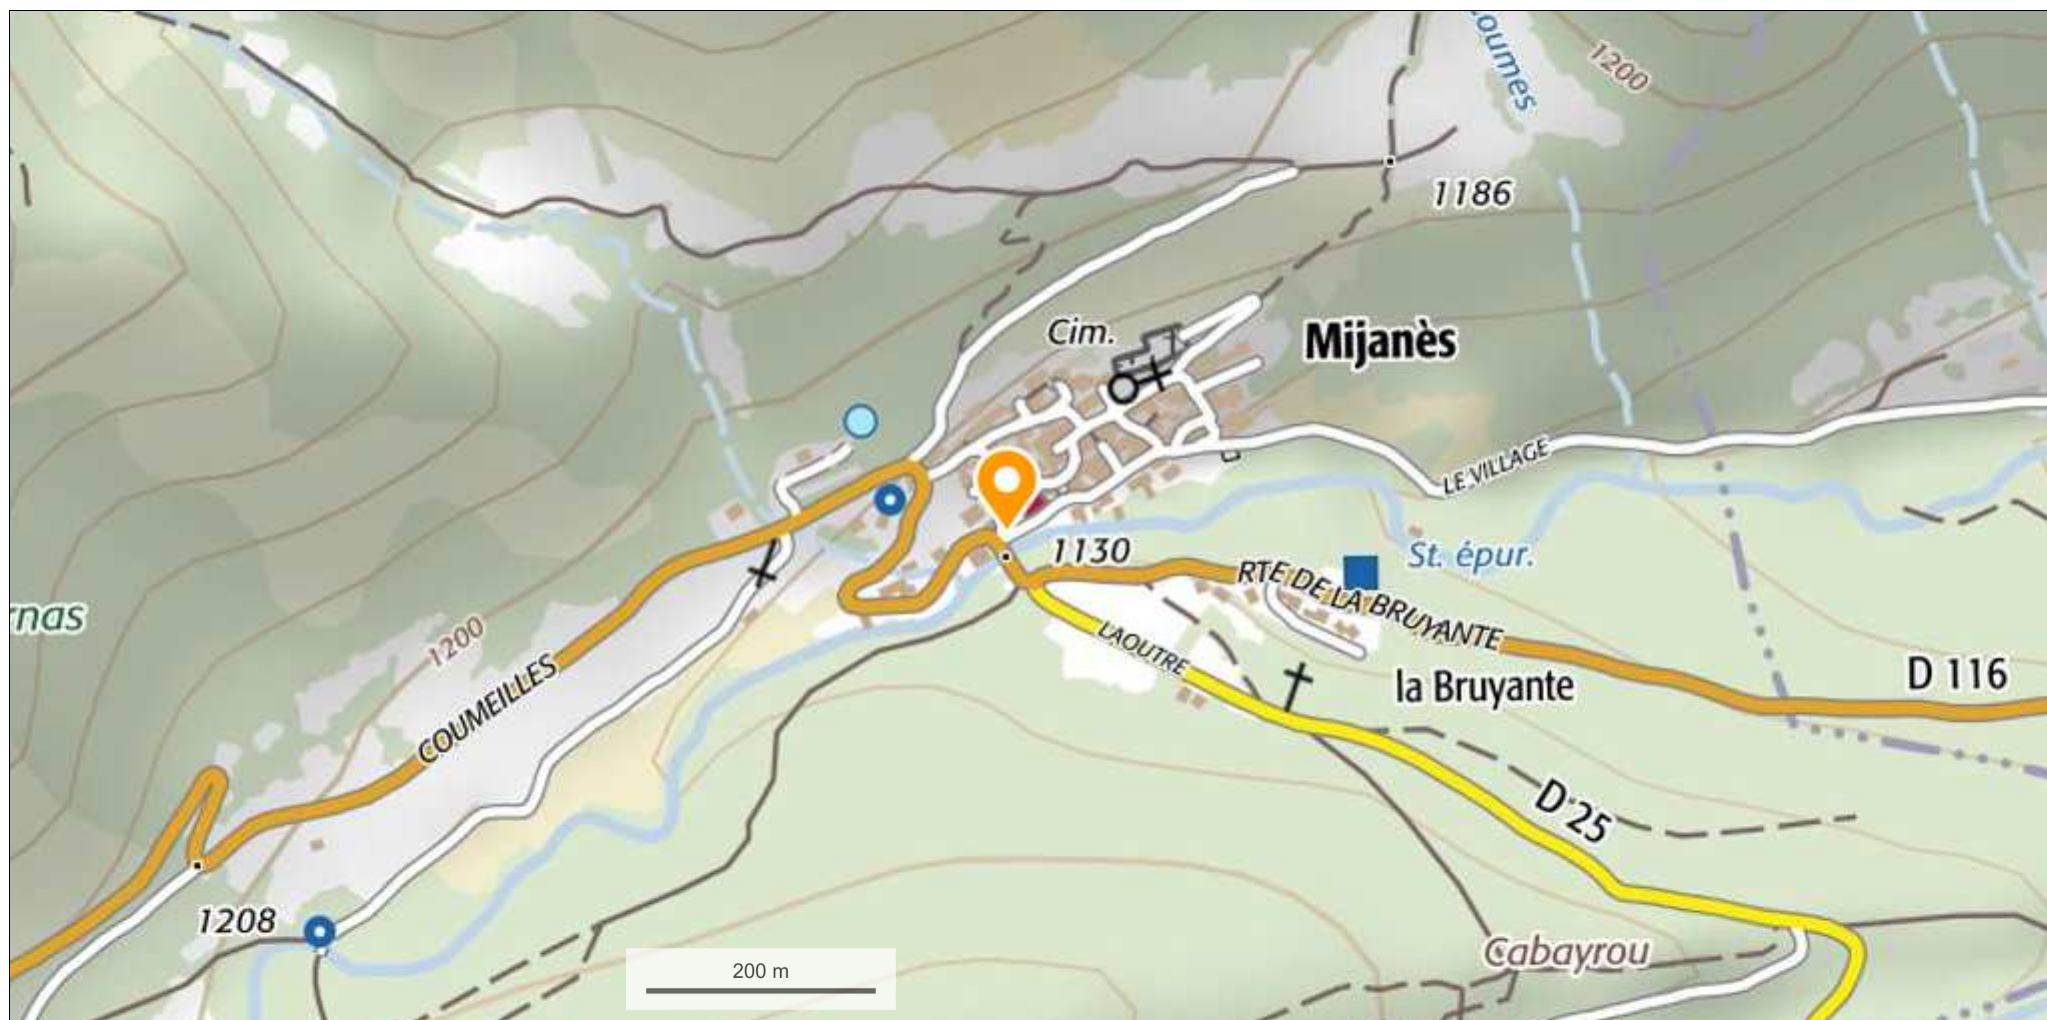 oumes
1200
1186
Cim.
Mijanès
LE VILLAGE
1130
St. épur.
RTE DE LA BRUYANTE
rnas
1200
LAOUTRE
la Bruyante
D 116
COUMEILLES
D 25
1208
Cabayrou
200 m